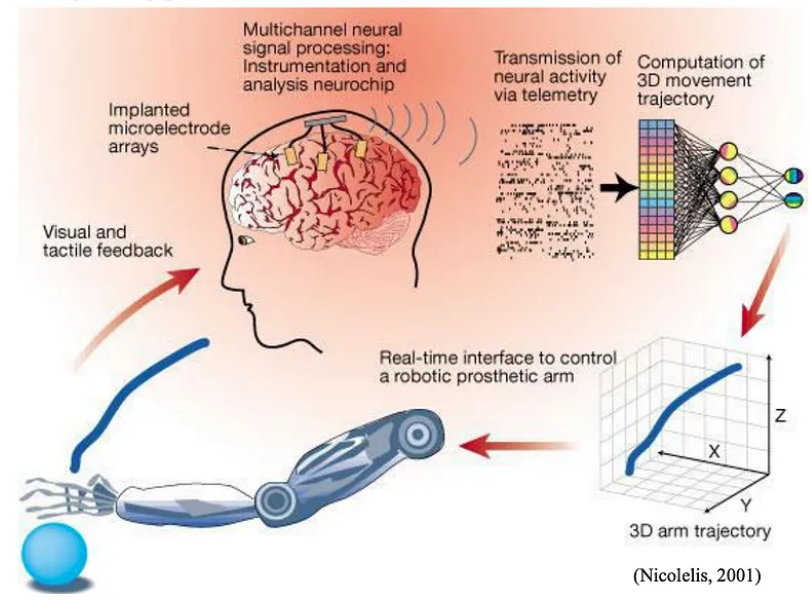 Multichannel neural
signal processing:
Instrumentation and
analysis neurochip
Implanted
microelectrode
arrays
Transmission of
neural activity
via telemetry
Computation of
3D movement
trajectory
Visual and
tactile feedback
Real-time interface to control
a robotic prosthetic arm
Z
X
Y
3D arm trajectory
(Nicolelis, 2001)